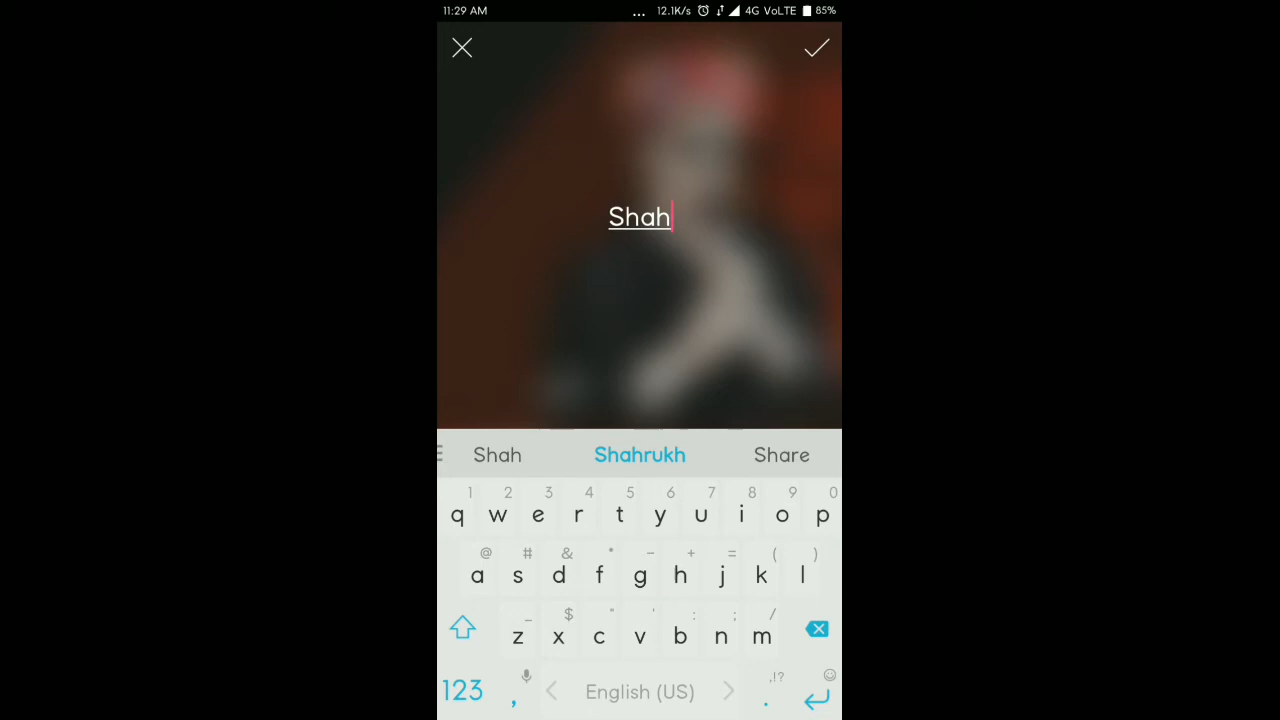 11:29 AM ... 12.1K/s 4G VoLTE 85%
Shah
Shah Shahrukh Share
1 2 3 4 5 6 7 8 9 0
q w e r t y u i o p
@ # & * – + = ( )
a s d f g h j k l
_ $ " ' : ; /
z x c v b n m
,!?
123 , English (US) .